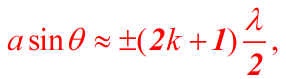 a sin θ ≈ ±(2k + 1) λ/2 ,